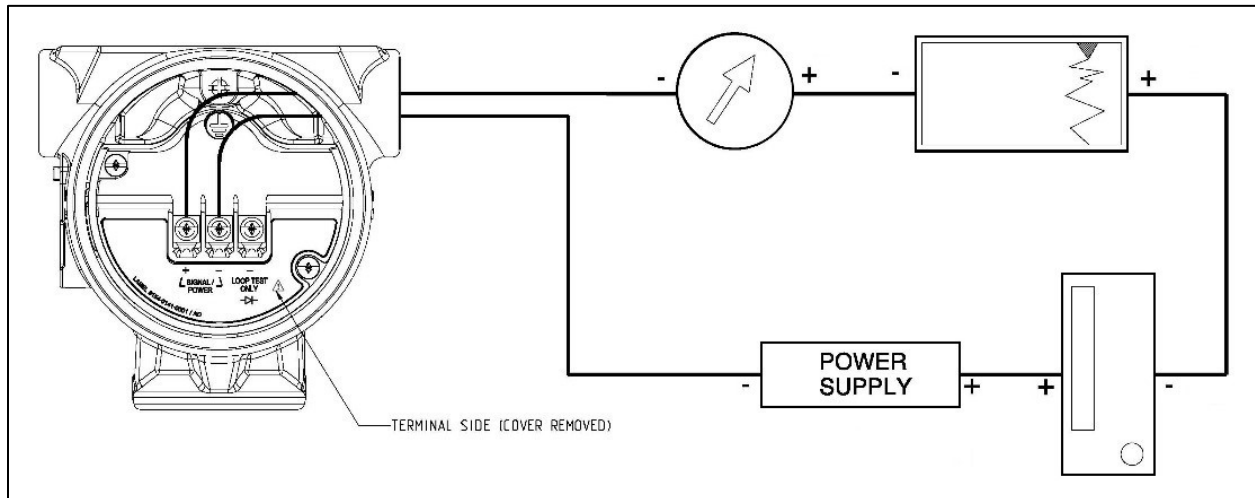 - + - +
+ - -
SIGNAL / LOOP TEST
POWER ONLY
POWER
SUPPLY
- + + -
TERMINAL SIDE (COVER REMOVED)